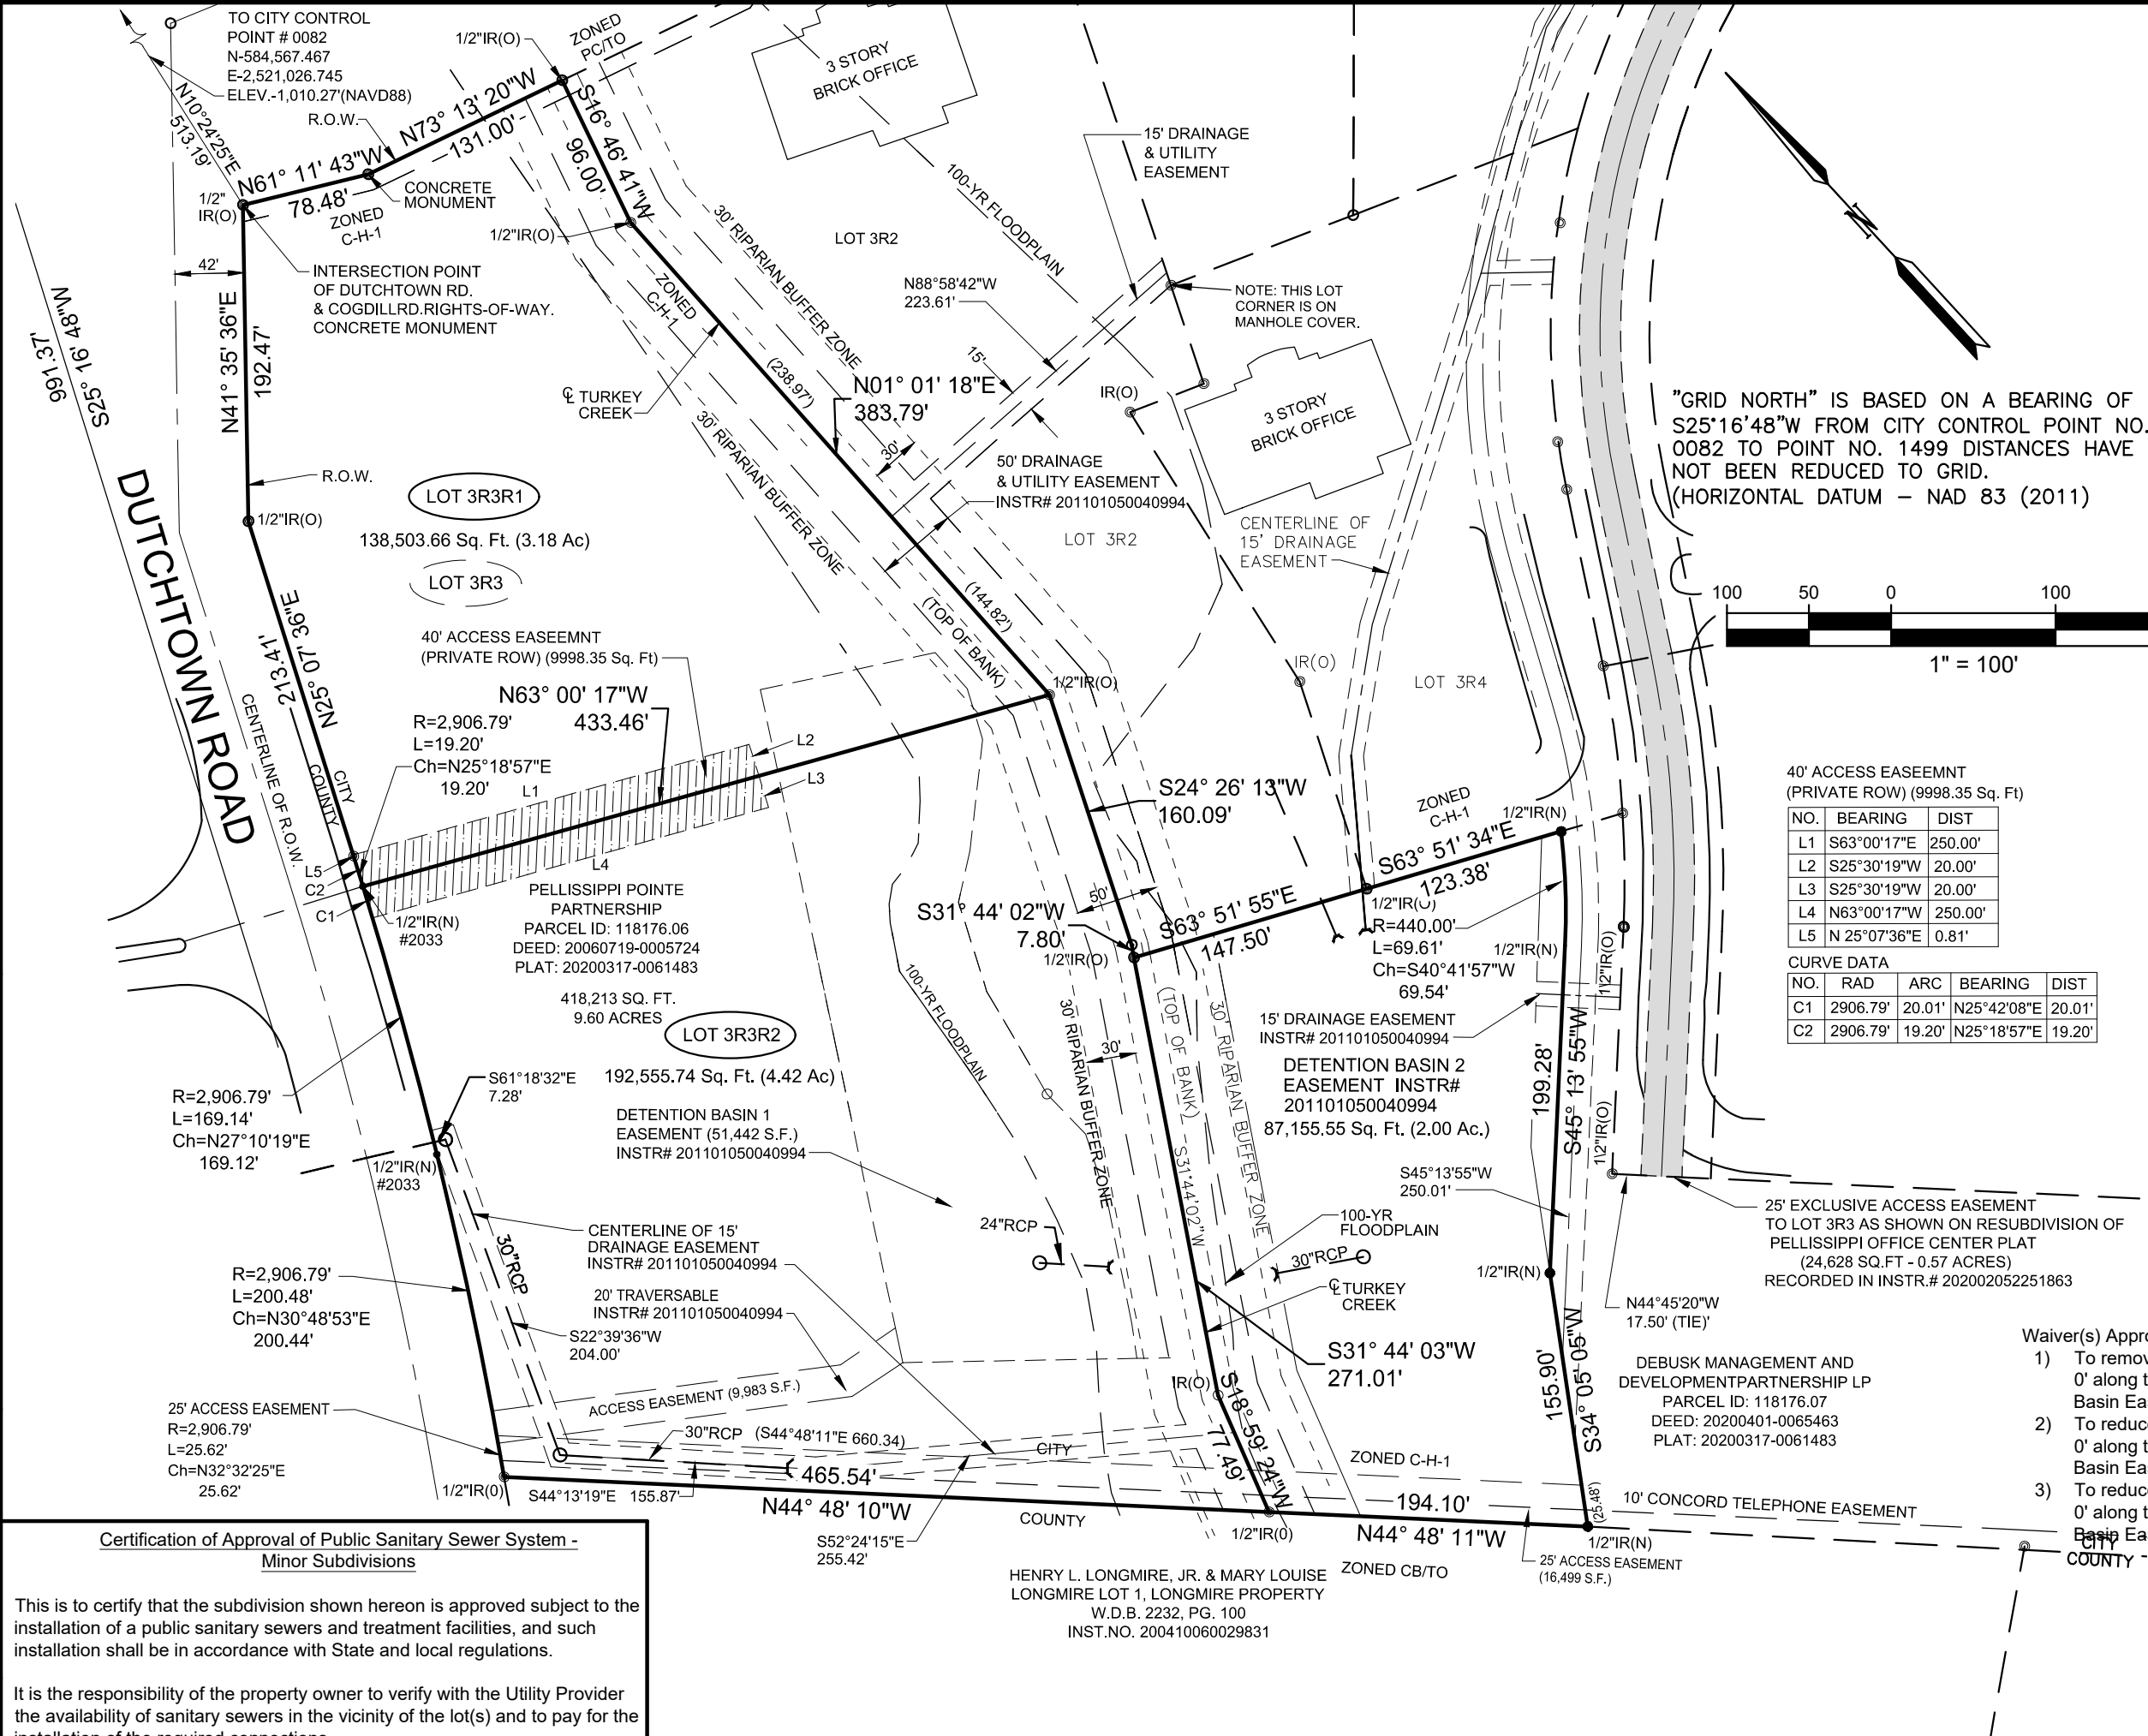 TO CITY CONTROL
POINT # 0082
N-584,567.467
E-2,521,026.745
ELEV.-1,010.27'(NAVD88)
N10°24'25"E
513.19'
R.O.W.
1/2"IR(O)
ZONED
PC/TO
N73° 13' 20"W
131.00'
N61° 11' 43"W
78.48'
1/2"
IR(O)
CONCRETE
MONUMENT
ZONED
C-H-1
S16° 46' 41"W
96.00'
1/2"IR(O)
3 STORY
BRICK OFFICE
15' DRAINAGE
& UTILITY
EASEMENT
100-YR FLOODPLAIN
30' RIPARIAN BUFFER ZONE
LOT 3R2
N88°58'42"W
223.61'
NOTE: THIS LOT
CORNER IS ON
MANHOLE COVER.
42'
INTERSECTION POINT
OF DUTCHTOWN RD.
& COGDILLRD.RIGHTS-OF-WAY.
CONCRETE MONUMENT
ZONED
C-H-1
S25° 16' 48"W
991.37'
N41° 35' 36"E
192.47'
℄ TURKEY
CREEK
(238.97')
N01° 01' 18"E
383.79'
15'
30'
IR(O)
3 STORY
BRICK OFFICE
N
"GRID NORTH" IS BASED ON A BEARING OF
S25°16'48"W FROM CITY CONTROL POINT NO.
0082 TO POINT NO. 1499 DISTANCES HAVE
NOT BEEN REDUCED TO GRID.
(HORIZONTAL DATUM – NAD 83 (2011)
100 50 0 100
1" = 100'
R.O.W.
1/2"IR(O)
LOT 3R3R1
138,503.66 Sq. Ft. (3.18 Ac)
LOT 3R3
30' RIPARIAN BUFFER ZONE
50' DRAINAGE
& UTILITY EASEMENT
INSTR# 201101050040994
LOT 3R2
CENTERLINE OF
15' DRAINAGE
EASEMENT
(144.82')
(TOP OF BANK)
DUTCHTOWN ROAD
CENTERLINE OF R.O.W.
N25° 07' 36"E
213.41'
CITY
COUNTY
40' ACCESS EASEEMNT
(PRIVATE ROW) (9998.35 Sq. Ft)
N63° 00' 17"W
433.46'
R=2,906.79'
L=19.20'
Ch=N25°18'57"E
19.20'
L1
L2
L3
L4
L5
C2
C1
1/2"IR(O)
IR(O)
LOT 3R4
1/2"IR(N)
#2033
PELLISSIPPI POINTE
PARTNERSHIP
PARCEL ID: 118176.06
DEED: 20060719-0005724
PLAT: 20200317-0061483
418,213 SQ. FT.
9.60 ACRES
LOT 3R3R2
192,555.74 Sq. Ft. (4.42 Ac)
S24° 26' 13"W
160.09'
ZONED
C-H-1
1/2"IR(N)
S63° 51' 34"E
123.38'
S31° 44' 02"W
7.80'
50'
S63° 51' 55"E
147.50'
1/2"IR(O)
1/2"IR(O)
R=440.00'
L=69.61'
Ch=S40°41'57"W
69.54'
1/2"IR(N)
1\2"IR(O)
40' ACCESS EASEEMNT
(PRIVATE ROW) (9998.35 Sq. Ft)
NO. BEARING DIST
L1 S63°00'17"E 250.00'
L2 S25°30'19"W 20.00'
L3 S25°30'19"W 20.00'
L4 N63°00'17"W 250.00'
L5 N 25°07'36"E 0.81'
CURVE DATA
NO. RAD ARC BEARING DIST
C1 2906.79' 20.01' N25°42'08"E 20.01'
C2 2906.79' 19.20' N25°18'57"E 19.20'
100-YR FLOODPLAIN
30' RIPARIAN BUFFER ZONE
30'
(TOP OF BANK)
S31°44'02"W
30' RIPARIAN BUFFER ZONE
15' DRAINAGE EASEMENT
INSTR# 201101050040994
DETENTION BASIN 2
EASEMENT INSTR#
201101050040994
87,155.55 Sq. Ft. (2.00 Ac.)
199.28'
S45° 13' 55"W
1\2"IR(O)
S45°13'55"W
250.01'
R=2,906.79'
L=169.14'
Ch=N27°10'19"E
169.12'
S61°18'32"E
7.28'
1/2"IR(N)
#2033
DETENTION BASIN 1
EASEMENT (51,442 S.F.)
INSTR# 201101050040994
CENTERLINE OF 15'
DRAINAGE EASEMENT
INSTR# 201101050040994
30"RCP
24"RCP
100-YR
FLOODPLAIN
30"RCP
℄ TURKEY
CREEK
1/2"IR(N)
25' EXCLUSIVE ACCESS EASEMENT
TO LOT 3R3 AS SHOWN ON RESUBDIVISION OF
PELLISSIPPI OFFICE CENTER PLAT
(24,628 SQ.FT - 0.57 ACRES)
RECORDED IN INSTR.# 202002052251863
N44°45'20"W
17.50' (TIE)'
R=2,906.79'
L=200.48'
Ch=N30°48'53"E
200.44'
20' TRAVERSABLE
INSTR# 201101050040994
S22°39'36"W
204.00'
ACCESS EASEMENT (9,983 S.F.)
S31° 44' 03"W
271.01'
IR(O)
S18° 59' 24"W
77.49'
155.90'
S34° 05' 05"W
DEBUSK MANAGEMENT AND
DEVELOPMENTPARTNERSHIP LP
PARCEL ID: 118176.07
DEED: 20200401-0065463
PLAT: 20200317-0061483
Waiver(s) Appro
1) To remov
0' along t
Basin Ea
2) To reduc
0' along t
Basin Ea
3) To reduc
0' along t
Basin Ea
25' ACCESS EASEMENT
R=2,906.79'
L=25.62'
Ch=N32°32'25"E
25.62'
30"RCP (S44°48'11"E 660.34)
CITY
ZONED C-H-1
1/2"IR(0)
S44°13'19"E 155.87'
465.54'
N44° 48' 10"W
S52°24'15"E
255.42'
COUNTY
1/2"IR(0)
194.10'
N44° 48' 11"W
(25.48')
10' CONCORD TELEPHONE EASEMENT
1/2"IR(N)
25' ACCESS EASEMENT
(16,499 S.F.)
ZONED CB/TO
CITY
COUNTY
HENRY L. LONGMIRE, JR. & MARY LOUISE
LONGMIRE LOT 1, LONGMIRE PROPERTY
W.D.B. 2232, PG. 100
INST.NO. 200410060029831
Certification of Approval of Public Sanitary Sewer System -
Minor Subdivisions
This is to certify that the subdivision shown hereon is approved subject to the
installation of a public sanitary sewers and treatment facilities, and such
installation shall be in accordance with State and local regulations.
It is the responsibility of the property owner to verify with the Utility Provider
the availability of sanitary sewers in the vicinity of the lot(s) and to pay for the
installation of the required connections